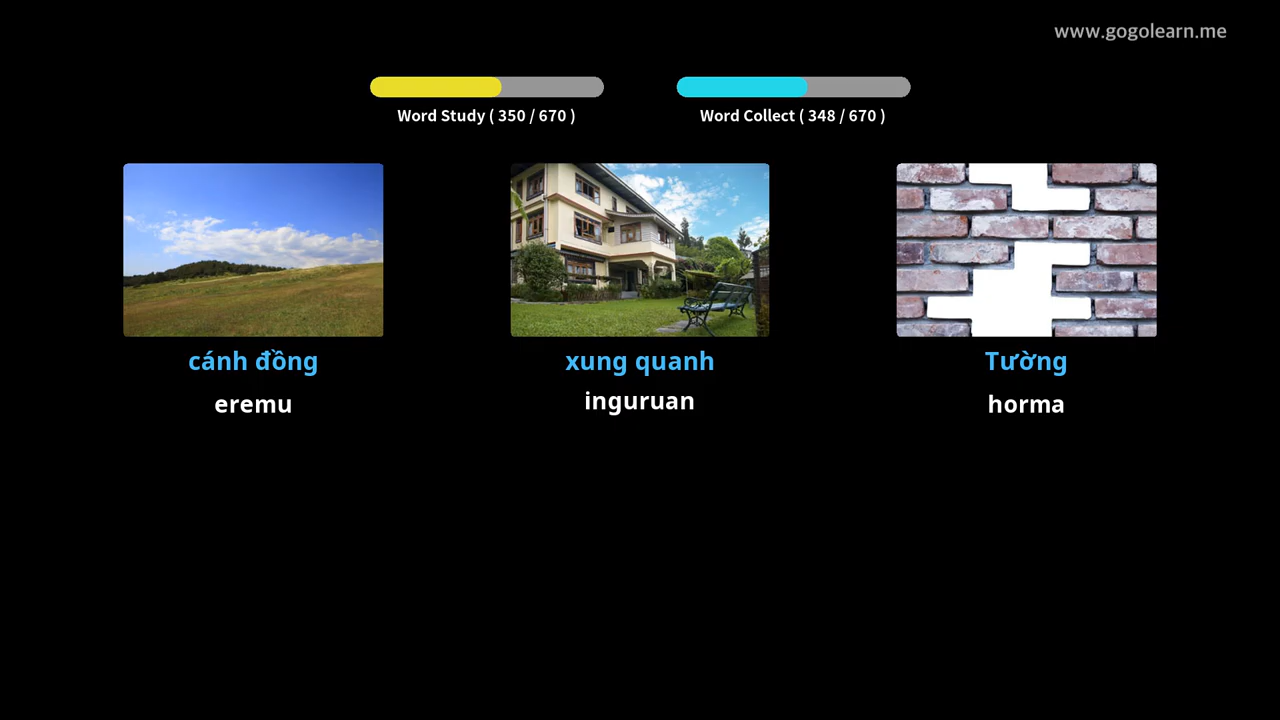 www.gogolearn.me
Word Study ( 350 / 670 )
Word Collect ( 348 / 670 )
cánh đồng
eremu
xung quanh
inguruan
Tường
horma